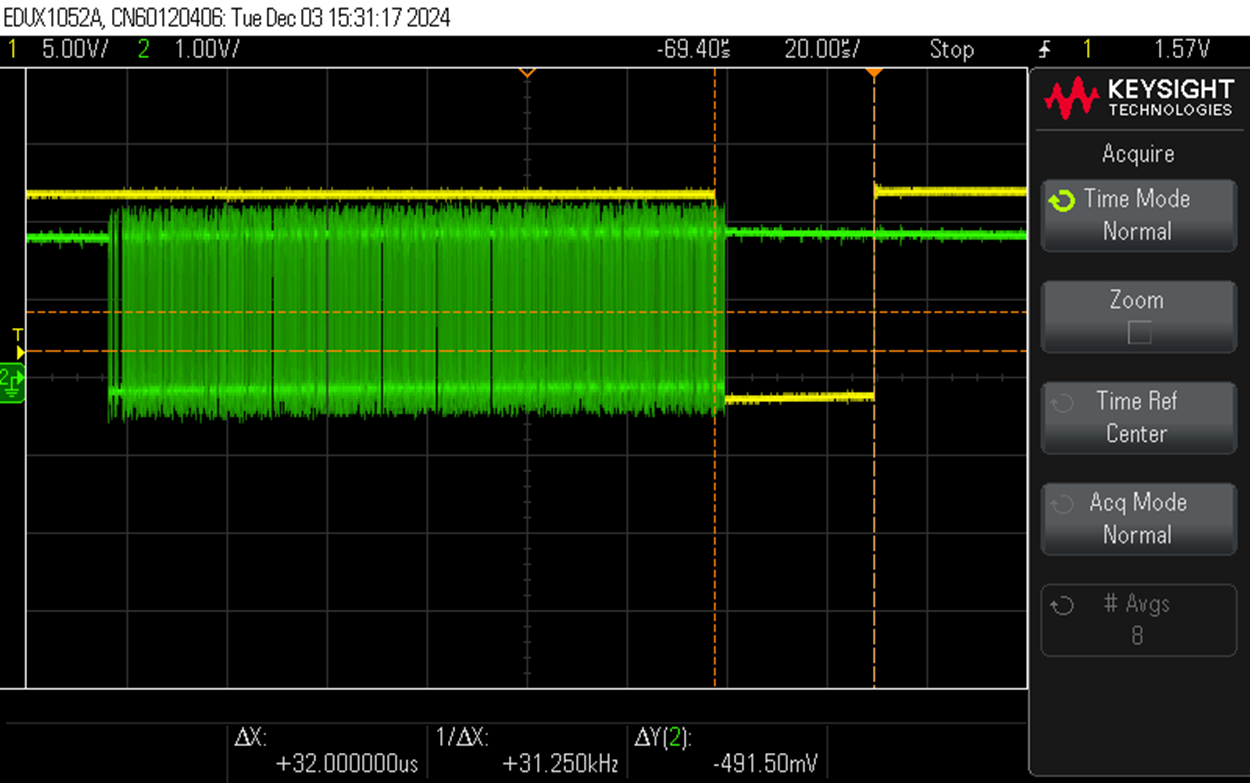 EDUX1052A, CN60120406: Tue Dec 03 15:31:17 2024
1 5.00V/ 2 1.00V/ -69.40us 20.00us/ Stop 1 1.57V
KEYSIGHT
TECHNOLOGIES
Acquire
Time Mode
Normal
Zoom
Time Ref
Center
Acq Mode
Normal
# Avgs
8
T
2
ΔX:
+32.000000us
1/ΔX:
+31.250kHz
ΔY(2):
-491.50mV